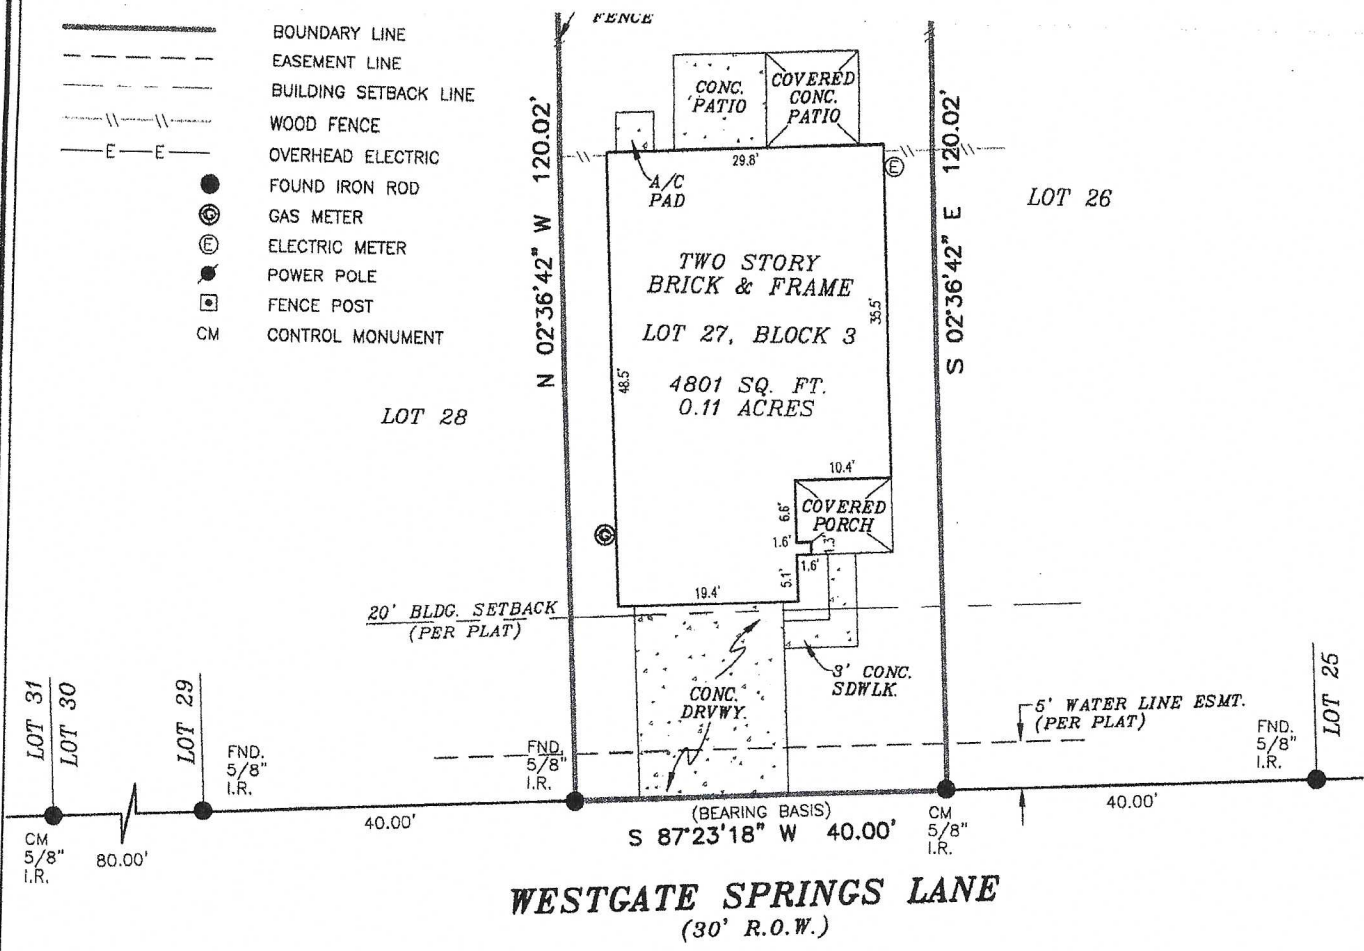 BOUNDARY LINE
EASEMENT LINE
BUILDING SETBACK LINE
WOOD FENCE
E E
OVERHEAD ELECTRIC
FOUND IRON ROD
G
GAS METER
E
ELECTRIC METER
POWER POLE
FENCE POST
CM
CONTROL MONUMENT
FENCE
N 02°36'42" W 120.02'
S 02°36'42" E 120.02'
CONC.
PATIO
COVERED
CONC.
PATIO
29.8'
A/C
PAD
E
LOT 26
TWO STORY
BRICK & FRAME
LOT 27, BLOCK 3
4801 SQ. FT.
0.11 ACRES
35.5'
48.5'
LOT 28
10.4'
COVERED
PORCH
6.6'
1.6'
1.3'
1.6'
5.1'
G
19.4'
20' BLDG. SETBACK
(PER PLAT)
3' CONC.
SDWLK.
CONC.
DRVWY.
5' WATER LINE ESMT.
(PER PLAT)
LOT 31
LOT 30
LOT 29
LOT 25
FND.
5/8"
I.R.
FND.
5/8"
I.R.
FND.
5/8"
I.R.
CM
5/8"
I.R.
80.00'
40.00'
(BEARING BASIS)
S 87°23'18" W 40.00'
CM
5/8"
I.R.
40.00'
WESTGATE SPRINGS LANE
(30' R.O.W.)